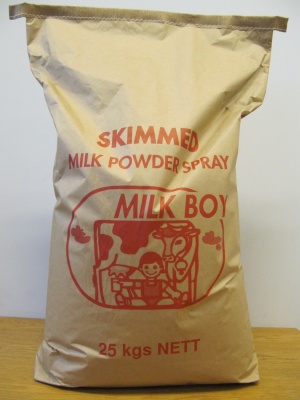 SKIMMED
MILK POWDER SPRAY
MILK BOY
25 kgs NETT